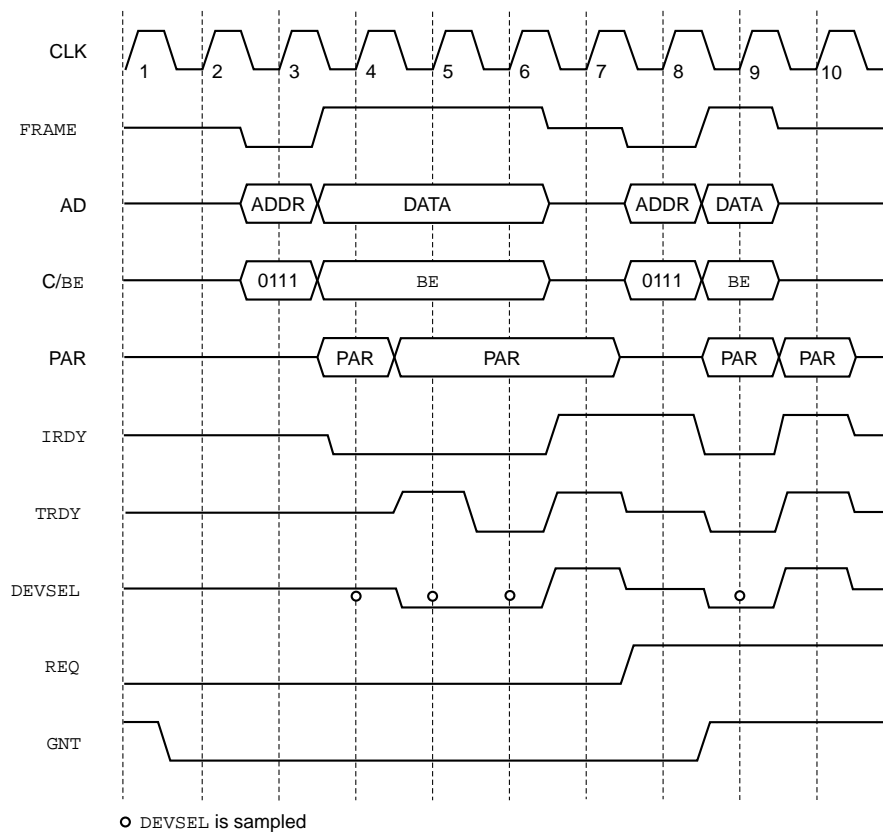 CLK
1 2 3 4 5 6 7 8 9 10
FRAME
AD ADDR DATA ADDR DATA
C/BE 0111 BE 0111 BE
PAR PAR PAR PAR PAR
IRDY
TRDY
DEVSEL
REQ
GNT
DEVSEL is sampled